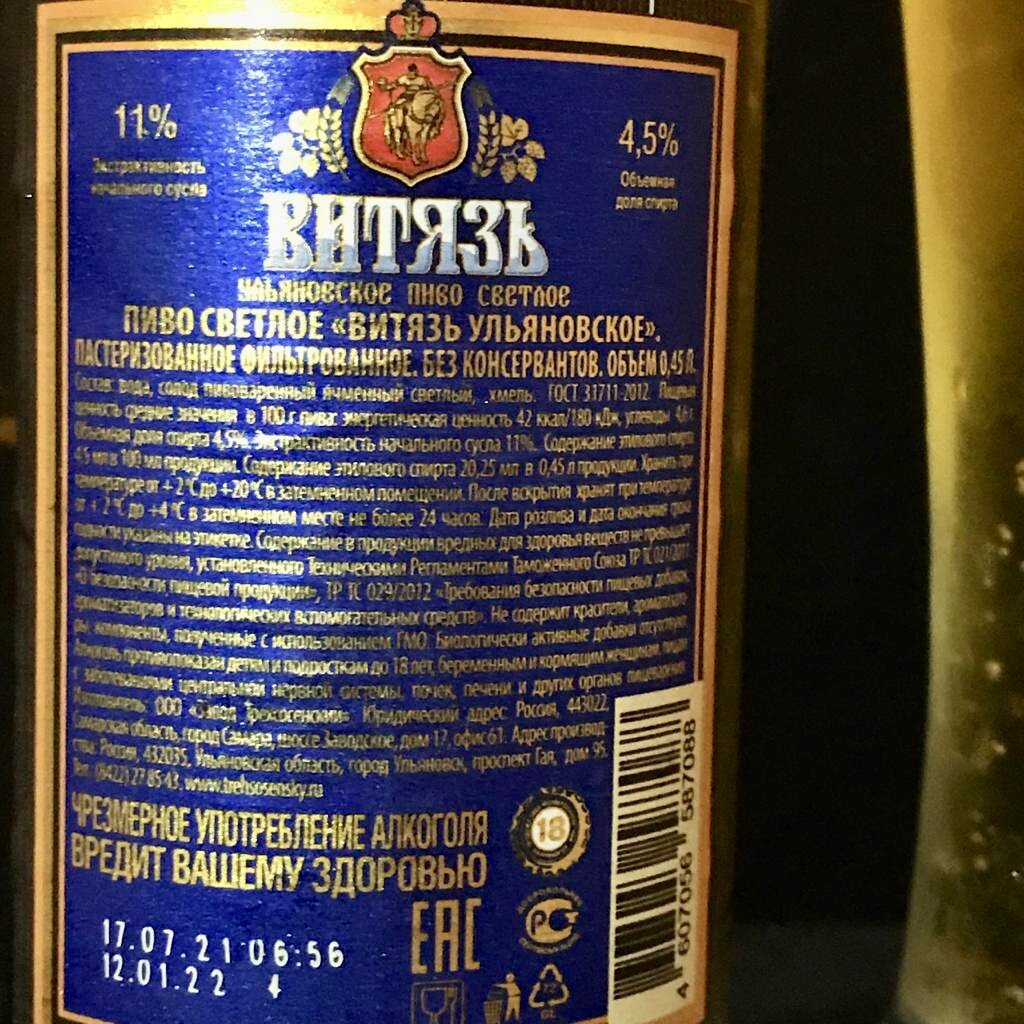 11%
Экстрактивность
начального сусла
4,5%
Объемная
доля спирта
ВИТЯЗЬ
УЛЬЯНОВСКОЕ ПИВО СВЕТЛОЕ
ПИВО СВЕТЛОЕ «ВИТЯЗЬ УЛЬЯНОВСКОЕ».
ПАСТЕРИЗОВАННОЕ ФИЛЬТРОВАННОЕ. БЕЗ КОНСЕРВАНТОВ. ОБЪЕМ 0,45 Л.
Состав: вода, солод пивоваренный ячменный светлый, хмель. ГОСТ 31711-2012. Пищевая
ценность средние значения в 100 г пива: энергетическая ценность 42 ккал/180 кДж, углеводы 4,6 г.
Объемная доля спирта 4,5%. Экстрактивность начального сусла 11%. Содержание этилового спирта
4,5 мл в 100 мл продукции. Содержание этилового спирта 20,25 мл в 0,45 л продукции. Хранить при
температуре от +2°С до +20°С в затемненном помещении. После вскрытия хранят при температуре
от +2°С до +4°С в затемненном месте не более 24 часов. Дата розлива и дата окончания срока
годности указаны на этикетке. Содержание в продукции вредных для здоровья веществ не превышает
допустимого уровня, установленного Техническими Регламентами Таможенного Союза ТР ТС 021/2011
«О безопасности пищевой продукции», ТР ТС 029/2012 «Требования безопасности пищевых добавок,
ароматизаторов и технологических вспомогательных средств». Не содержит красители, ароматизато-
ры, компоненты, полученные с использованием ГМО. Биологически активные добавки отсутствуют.
Алкоголь противопоказан детям и подросткам до 18 лет, беременным и кормящим женщинам, лицам
с заболеваниями центральной нервной системы, почек, печени и других органов пищеварения.
Изготовитель: ООО «Завод Трехсосенский» Юридический адрес: Россия, 443022,
Самарская область, город Самара, шоссе Заводское, дом 17, офис 61. Адрес производ-
ства: Россия, 432035, Ульяновская область, город Ульяновск, проспект Гая, дом 95.
Тел.: (8422) 27 85 43. www.trehsosensky.ru
ЧРЕЗМЕРНОЕ УПОТРЕБЛЕНИЕ АЛКОГОЛЯ
ВРЕДИТ ВАШЕМУ ЗДОРОВЬЮ
18
17.07.21 06:56
12.01.22 4
ЕАС
4 607056 587088